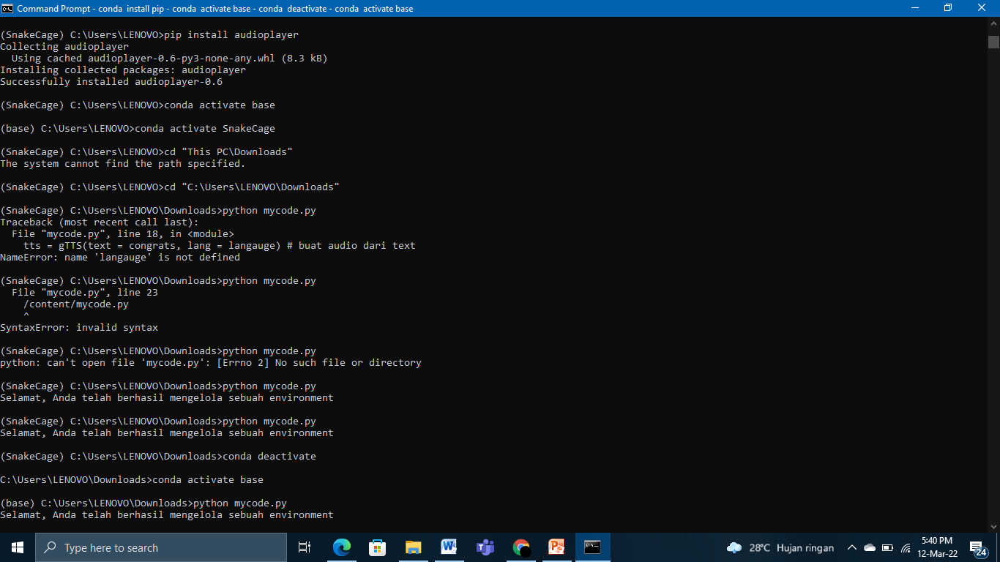 Command Prompt - conda  install pip - conda  activate base - conda  deactivate - conda  activate base
(SnakeCage) C:\Users\LENOVO>pip install audioplayer
Collecting audioplayer
  Using cached audioplayer-0.6-py3-none-any.whl (8.3 kB)
Installing collected packages: audioplayer
Successfully installed audioplayer-0.6
(SnakeCage) C:\Users\LENOVO>conda activate base
(base) C:\Users\LENOVO>conda activate SnakeCage
(SnakeCage) C:\Users\LENOVO>cd "This PC\Downloads"
The system cannot find the path specified.
(SnakeCage) C:\Users\LENOVO>cd "C:\Users\LENOVO\Downloads"
(SnakeCage) C:\Users\LENOVO\Downloads>python mycode.py
Traceback (most recent call last):
  File "mycode.py", line 18, in <module>
    tts = gTTS(text = congrats, lang = langauge) # buat audio dari text
NameError: name 'langauge' is not defined
(SnakeCage) C:\Users\LENOVO\Downloads>python mycode.py
  File "mycode.py", line 23
    /content/mycode.py
    ^
SyntaxError: invalid syntax
(SnakeCage) C:\Users\LENOVO\Downloads>python mycode.py
python: can't open file 'mycode.py': [Errno 2] No such file or directory
(SnakeCage) C:\Users\LENOVO\Downloads>python mycode.py
Selamat, Anda telah berhasil mengelola sebuah environment
(SnakeCage) C:\Users\LENOVO\Downloads>python mycode.py
Selamat, Anda telah berhasil mengelola sebuah environment
(SnakeCage) C:\Users\LENOVO\Downloads>conda deactivate
C:\Users\LENOVO\Downloads>conda activate base
(base) C:\Users\LENOVO\Downloads>python mycode.py
Selamat, Anda telah berhasil mengelola sebuah environment
Type here to search
28°C Hujan ringan
5:40 PM
12-Mar-22
24